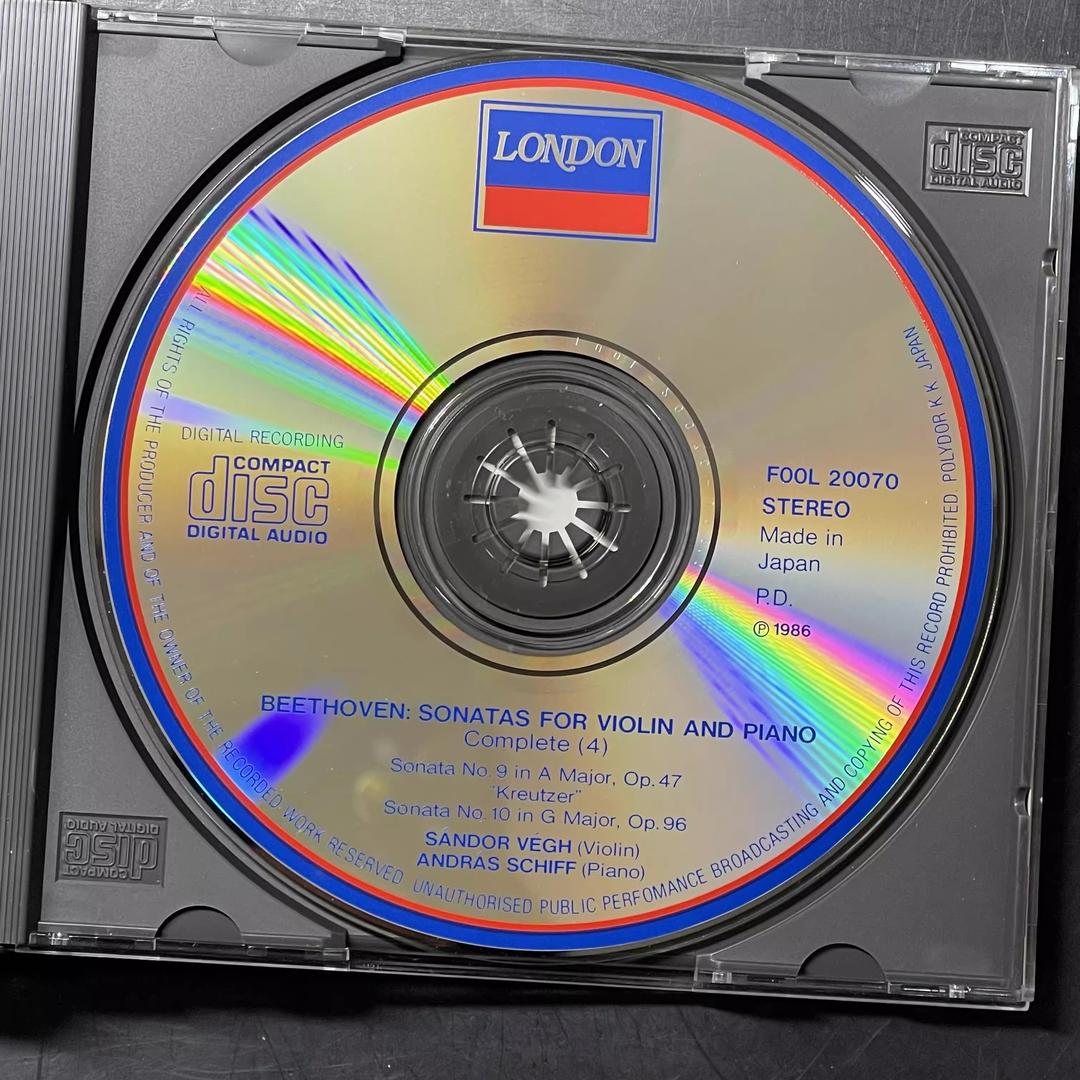 LONDON
COMPACT
disc
DIGITAL AUDIO
DIGITAL RECORDING
COMPACT
disc
DIGITAL AUDIO
F00L 20070
STEREO
Made in
Japan
P.D.
℗ 1986
BEETHOVEN: SONATAS FOR VIOLIN AND PIANO
Complete (4)
Sonata No. 9 in A Major, Op. 47
"Kreutzer"
Sonata No. 10 in G Major, Op. 96
SÁNDOR VÉGH (Violin)
ANDRAS SCHIFF (Piano)
ALL RIGHTS OF THE PRODUCER AND OF THE OWNER OF THE RECORDED WORK RESERVED. UNAUTHORISED PUBLIC PERFOMANCE BROADCASTING AND COPYING OF THIS RECORD PROHIBITED. POLYDOR K.K. JAPAN
COMPACT
disc
DIGITAL AUDIO